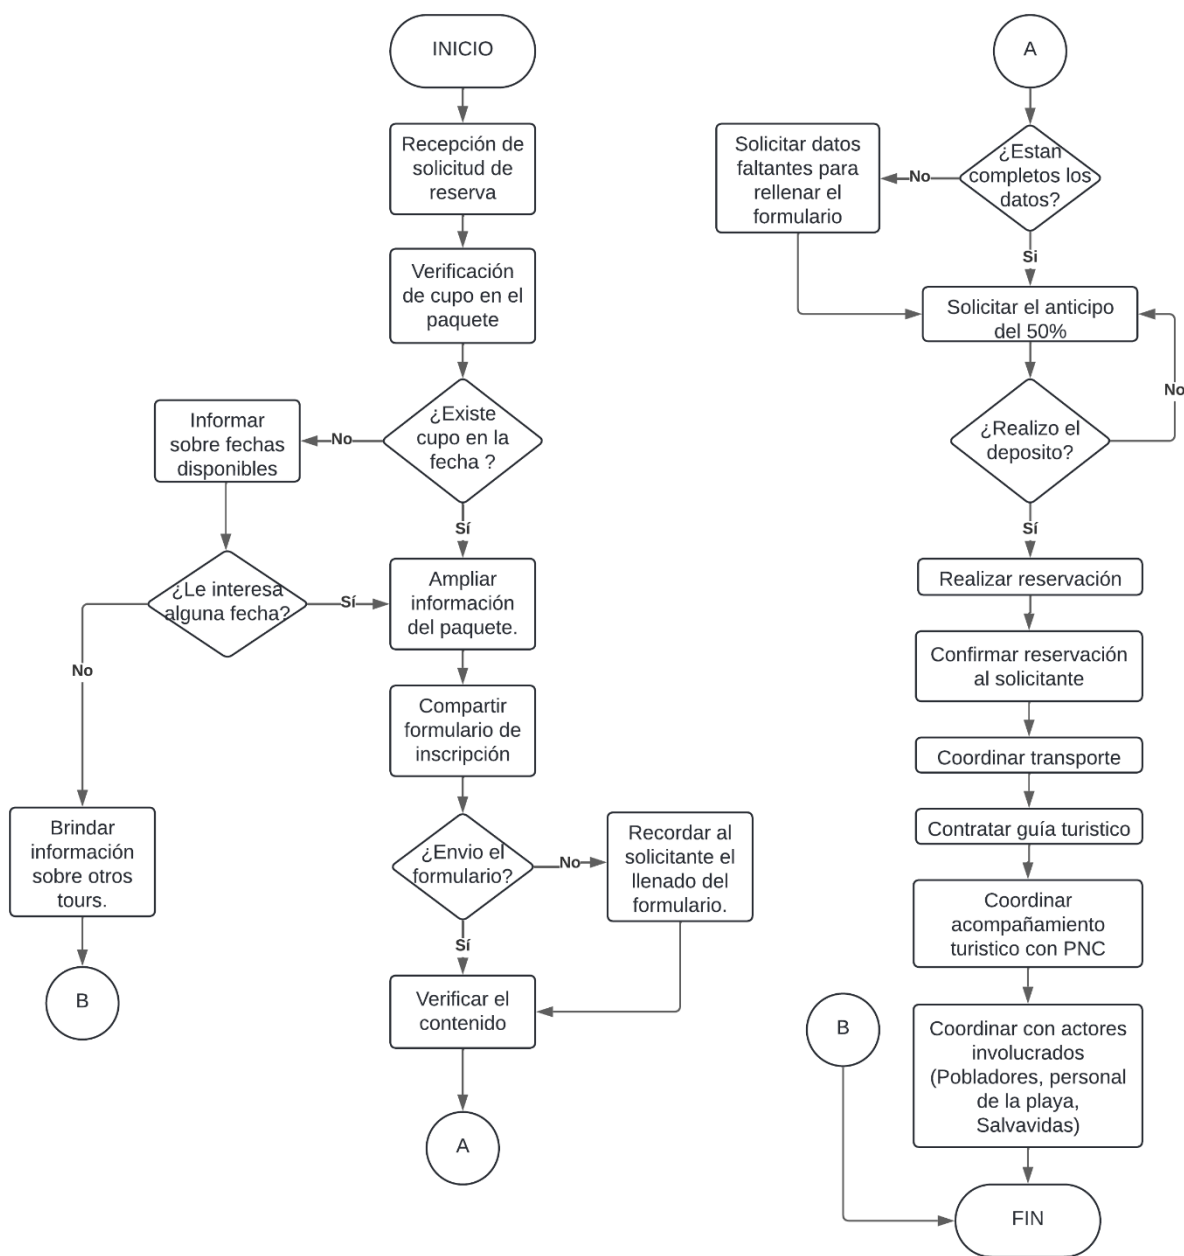 INICIO
Recepción de
solicitud de
reserva
Verificación
de cupo en el
paquete
¿Existe
cupo en la
fecha ?
No
Informar
sobre fechas
disponibles
Sí
¿Le interesa
alguna fecha?
Sí
No
Ampliar
información
del paquete.
Compartir
formulario de
inscripción
Brindar
información
sobre otros
tours.
B
¿Envio el
formulario?
No
Recordar al
solicitante el
llenado del
formulario.
Sí
Verificar el
contenido
A
A
¿Estan
completos los
datos?
No
Solicitar datos
faltantes para
rellenar el
formulario
Si
Solicitar el anticipo
del 50%
No
¿Realizo el
deposito?
Sí
Realizar reservación
Confirmar reservación
al solicitante
Coordinar transporte
Contratar guía turistico
Coordinar
acompañamiento
turistico con PNC
B
Coordinar con actores
involucrados
(Pobladores, personal
de la playa,
Salvavidas)
FIN